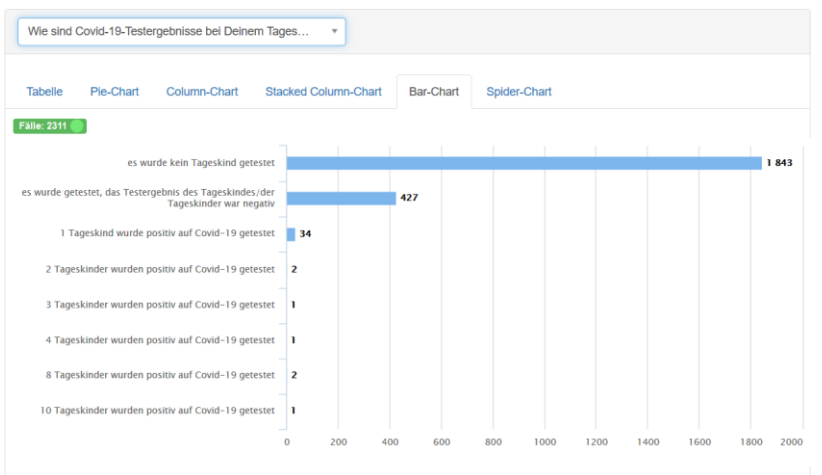 Wie sind Covid-19-Testergebnisse bei Deinem Tages...
Tabelle Pie-Chart Column-Chart Stacked Column-Chart Bar-Chart Spider-Chart
Fälle: 2311
es wurde kein Tageskind getestet 1 843
es wurde getestet, das Testergebnis des Tageskindes/der
Tageskinder war negativ 427
1 Tageskind wurde positiv auf Covid-19 getestet 34
2 Tageskinder wurden positiv auf Covid-19 getestet 2
3 Tageskinder wurden positiv auf Covid-19 getestet 1
4 Tageskinder wurden positiv auf Covid-19 getestet 1
8 Tageskinder wurden positiv auf Covid-19 getestet 2
10 Tageskinder wurden positiv auf Covid-19 getestet 1
0 200 400 600 800 1000 1200 1400 1600 1800 2000